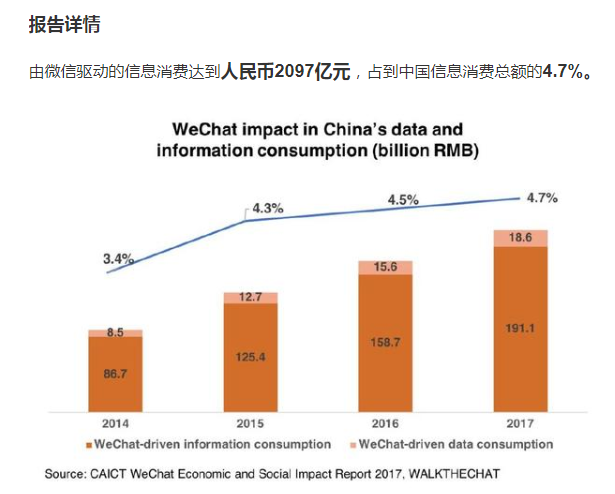 报告详情
由微信驱动的信息消费达到人民币2097亿元，占到中国信息消费总额的4.7%。
WeChat impact in China's data and
information consumption (billion RMB)
3.4%
4.3%
4.5%
4.7%
8.5
12.7
15.6
18.6
86.7
125.4
158.7
191.1
2014
2015
2016
2017
WeChat-driven information consumption
WeChat-driven data consumption
Source: CAICT WeChat Economic and Social Impact Report 2017, WALKTHECHAT